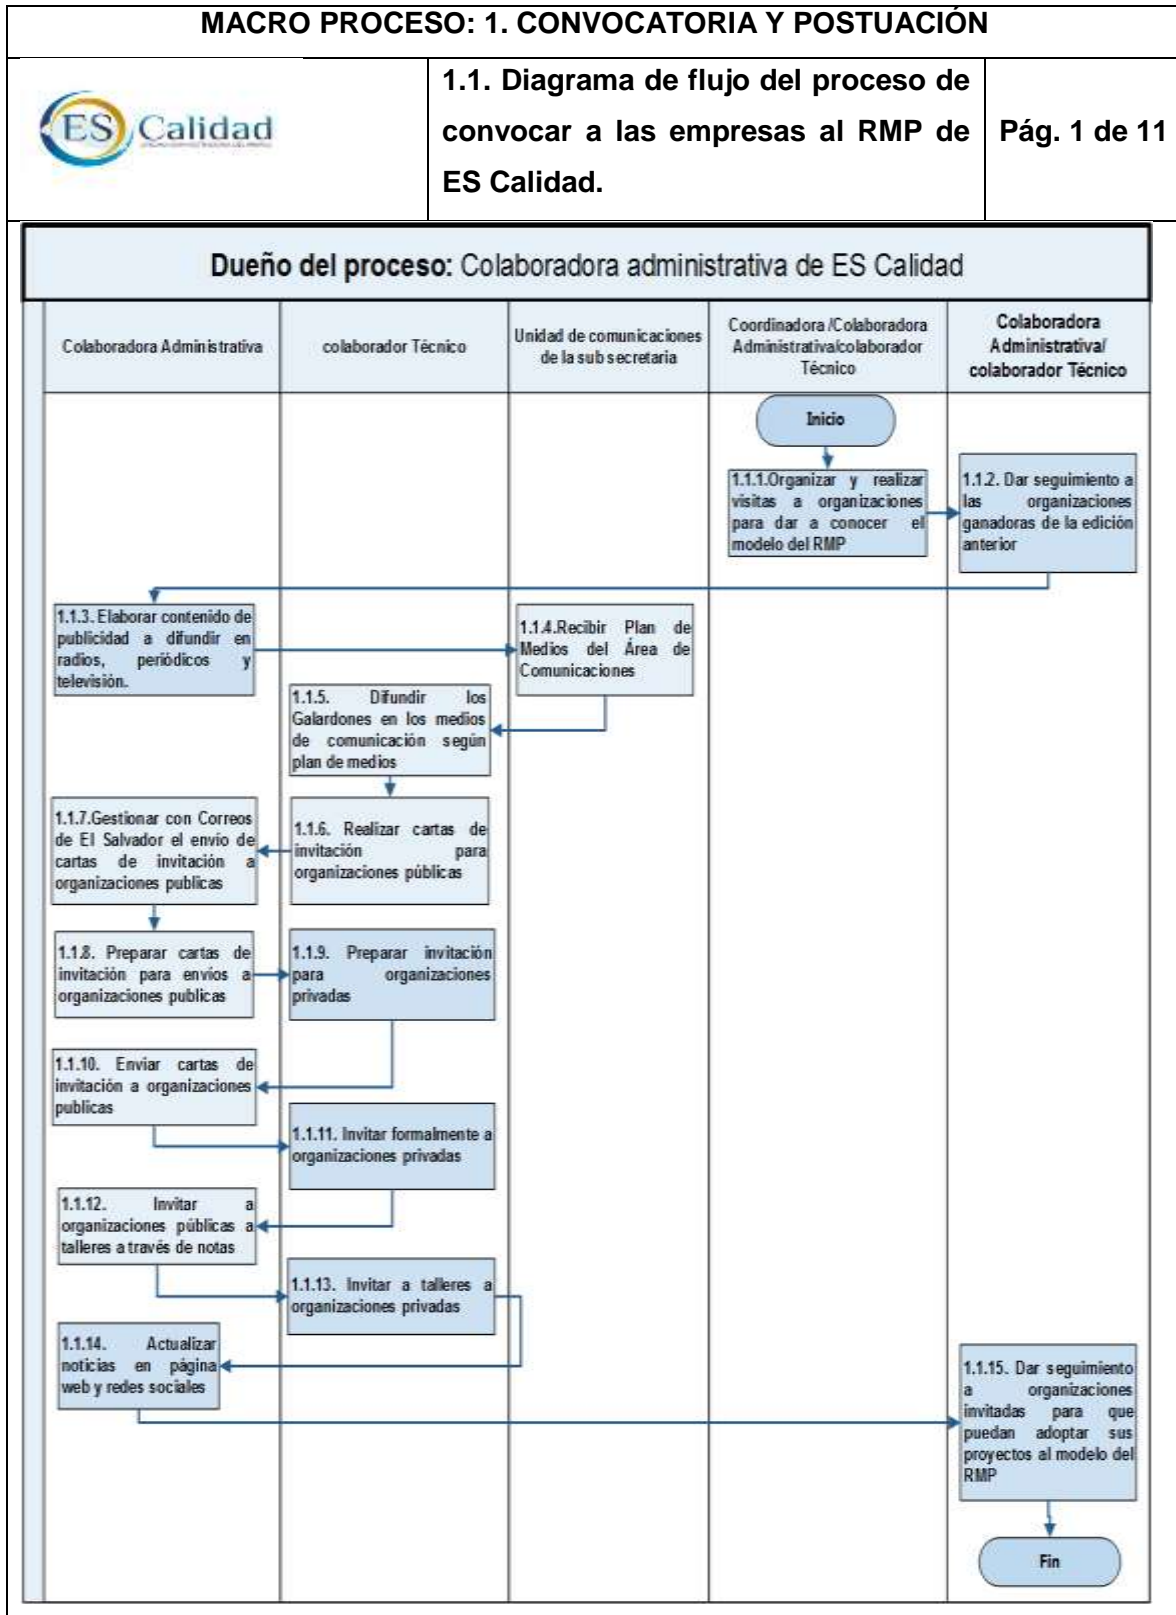 MACRO PROCESO: 1. CONVOCATORIA Y POSTUACIÓN
ES Calidad
1.1. Diagrama de flujo del proceso de
convocar a las empresas al RMP de
ES Calidad.
Pág. 1 de 11
Dueño del proceso: Colaboradora administrativa de ES Calidad
Colaboradora Administrativa
colaborador Técnico
Unidad de comunicaciones
de la sub secretaria
Coordinadora /Colaboradora
Administrativa/colaborador
Técnico
Colaboradora
Administrativa/
colaborador Técnico
Inicio
1.1.1.Organizar y realizar
visitas a organizaciones
para dar a conocer el
modelo del RMP
1.1.2. Dar seguimiento a
las organizaciones
ganadoras de la edición
anterior
1.1.3. Elaborar contenido de
publicidad a difundir en
radios, periódicos y
televisión.
1.1.4.Recibir Plan de
Medios del Área de
Comunicaciones
1.1.5. Difundir los
Galardones en los medios
de comunicación según
plan de medios
1.1.6. Realizar cartas de
invitación para
organizaciones públicas
1.1.7.Gestionar con Correos
de El Salvador el envío de
cartas de invitación a
organizaciones publicas
1.1.8. Preparar cartas de
invitación para envios a
organizaciones publicas
1.1.9. Preparar invitación
para organizaciones
privadas
1.1.10. Enviar cartas de
invitación a organizaciones
publicas
1.1.11. Invitar formalmente a
organizaciones privadas
1.1.12. Invitar a
organizaciones públicas a
talleres a través de notas
1.1.13. Invitar a talleres a
organizaciones privadas
1.1.14. Actualizar
noticias en página
web y redes sociales
1.1.15. Dar seguimiento
a organizaciones
invitadas para que
puedan adoptar sus
proyectos al modelo del
RMP
Fin